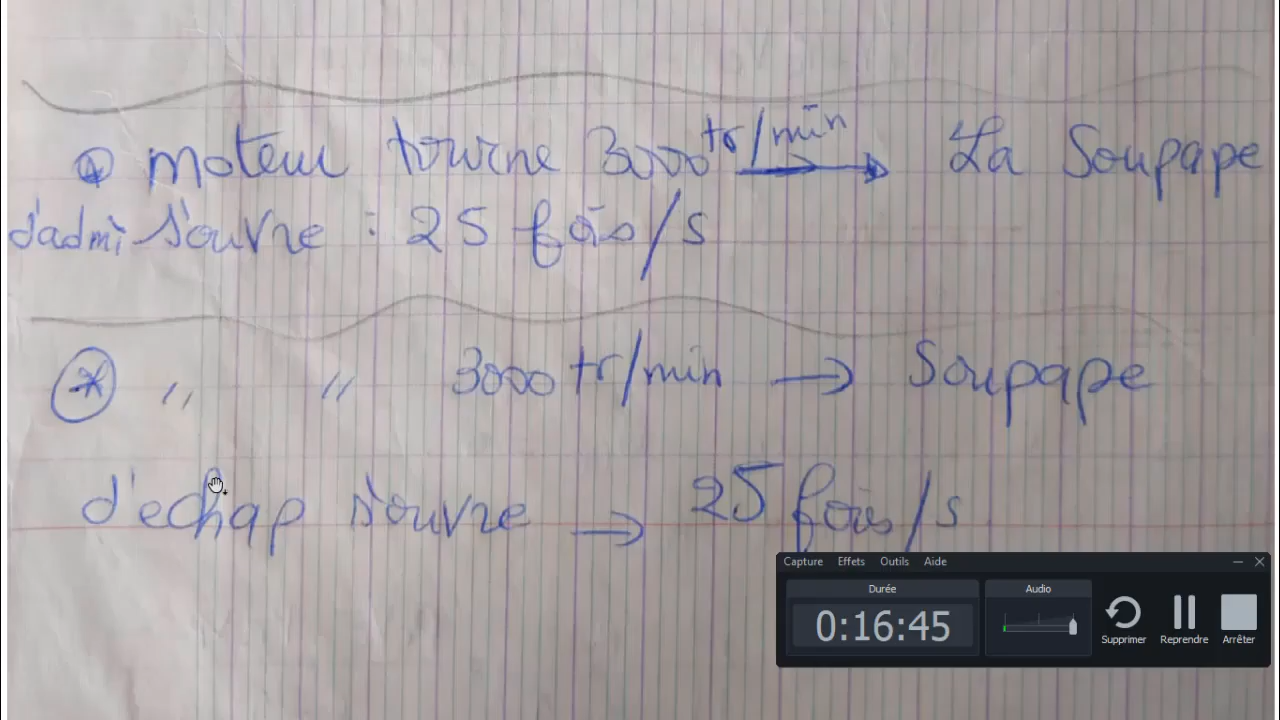 moteur tourne 3000 tr/min → La Soupape
d'admi s'ouvre : 25 fois/s
* " " 3000 tr/min → Soupape
d'echap s'ouvre → 25 fois/s
Capture Effets Outils Aide
Durée Audio
0:16:45
Supprimer Reprendre Arrêter